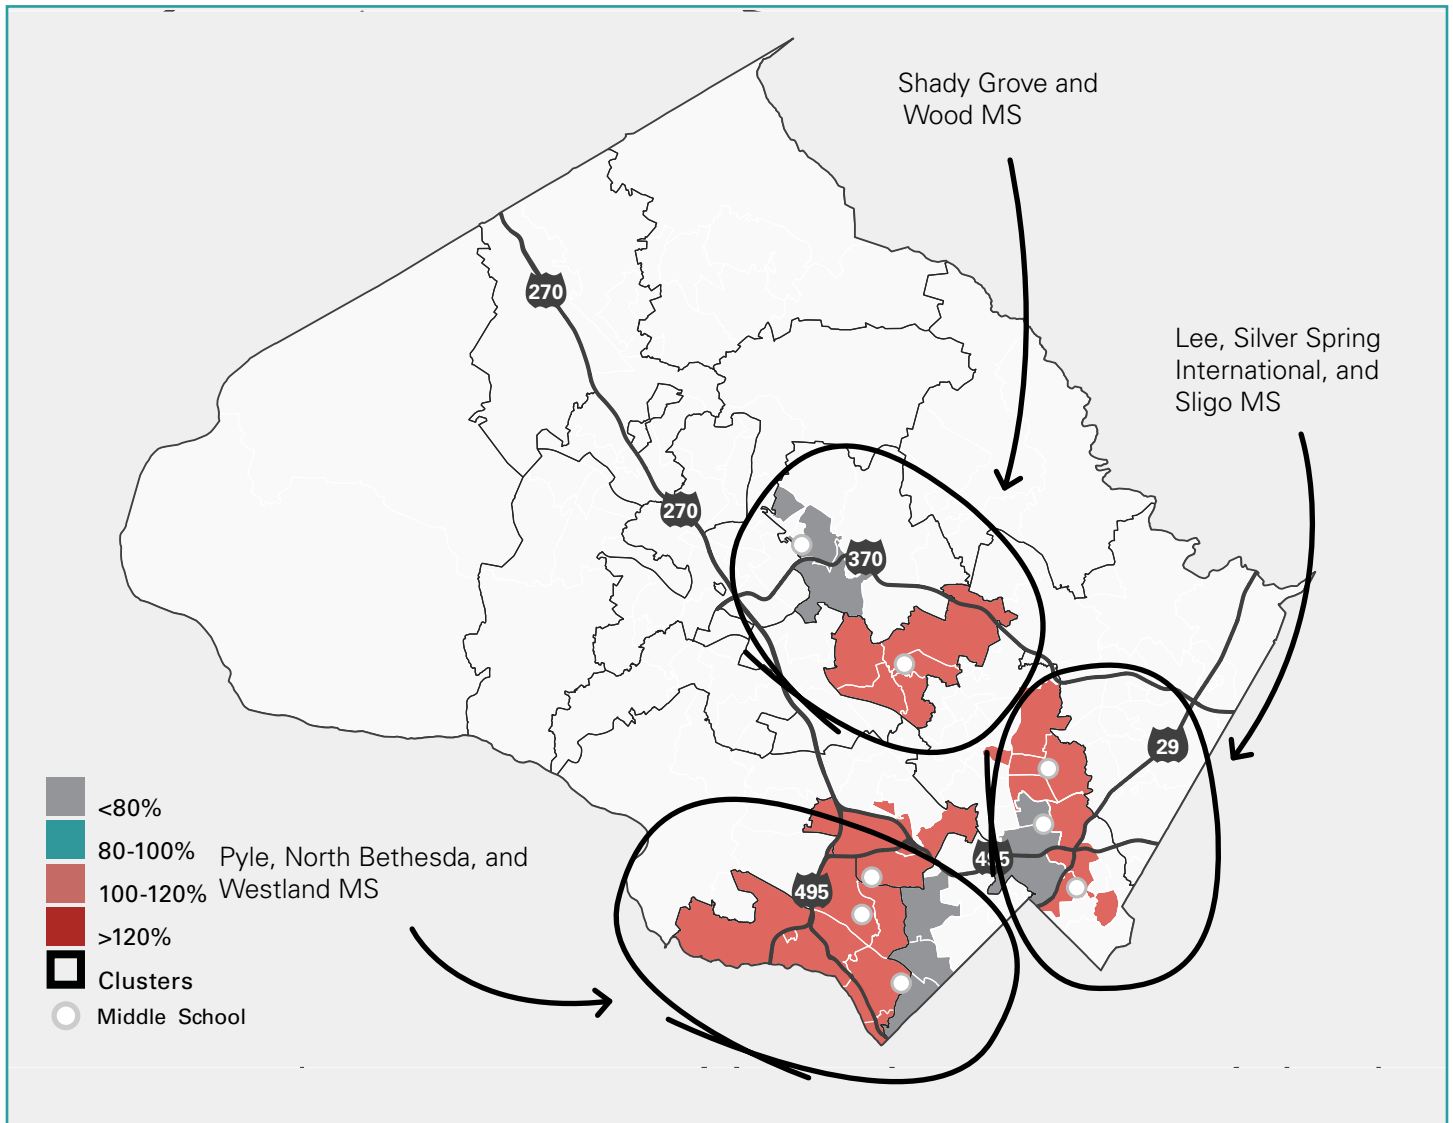 Shady Grove and
Wood MS
270
Lee, Silver Spring
International, and
Sligo MS
270
370
29
<80%
80-100%
100-120%
>120%
Clusters
Middle School
Pyle, North Bethesda, and
Westland MS
495
495